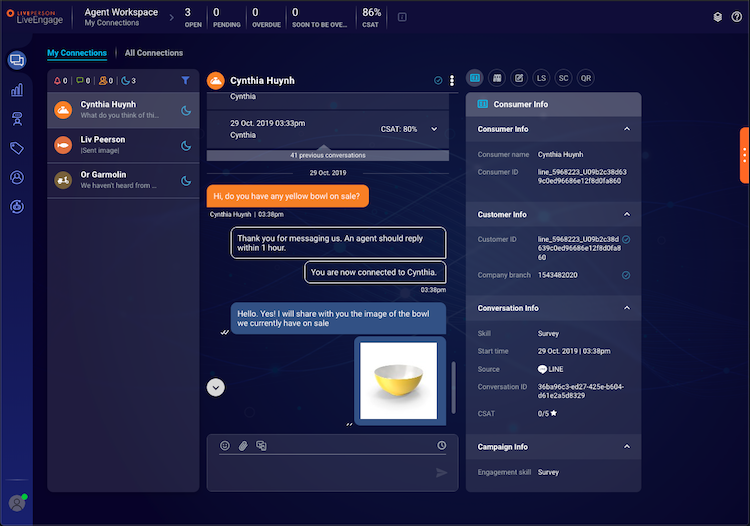 LIVEPERSON
LiveEngage
Agent Workspace
My Connections
3
OPEN
0
PENDING
0
OVERDUE
0
SOON TO BE OVE...
86%
CSAT
My Connections
All Connections
0
0
0
3
Cynthia Huynh
What do you think of thi...
Liv Peerson
[Sent image]
Or Garmolin
We haven't heard from ...
Cynthia Huynh
Cynthia
29 Oct. 2019 03:33pm
Cynthia
CSAT: 80%
41 previous conversations
29 Oct. 2019
Hi, do you have any yellow bowl on sale?
Cynthia Huynh | 03:38pm
Thank you for messaging us. An agent should reply
within 1 hour.
You are now connected to Cynthia.
03:38pm
Hello. Yes! I will share with you the image of the bowl
we currently have on sale
LS
SC
QR
Consumer Info
Consumer Info
Consumer name
Cynthia Huynh
Consumer ID
line_5968223_U09b2c38d63
9c0ed96686e12f8d0fa860
Customer Info
Customer ID
line_5968223_U09b2c38d
639c0ed96686e12f8d0fa8
60
Company branch
1543482020
Conversation Info
Skill
Survey
Start time
29 Oct. 2019 | 03:38pm
Source
LINE
Conversation ID
36ba96c3-ed27-425e-b604-
d61e2a5d8329
CSAT
0/5
Campaign Info
Engagement skill
Survey